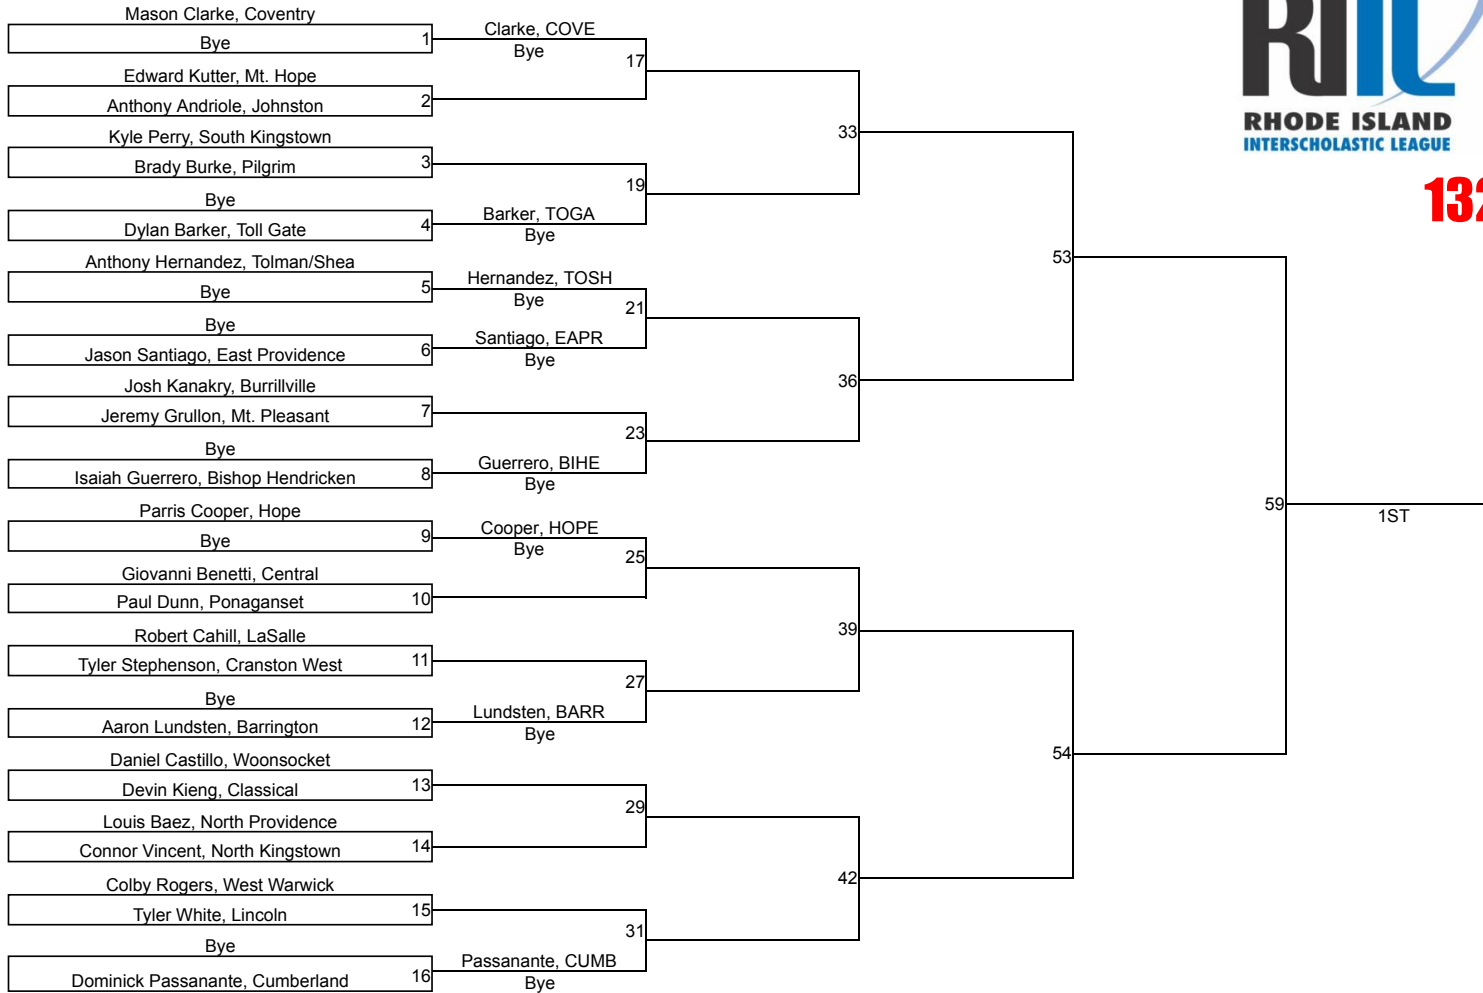 Mason Clarke, Coventry
Bye
1
Clarke, COVE
Bye
17
Edward Kutter, Mt. Hope
Anthony Andriole, Johnston
2
33
Kyle Perry, South Kingstown
Brady Burke, Pilgrim
3
19
Bye
Dylan Barker, Toll Gate
4
Barker, TOGA
Bye
53
Anthony Hernandez, Tolman/Shea
Bye
5
Hernandez, TOSH
Bye
21
Bye
Jason Santiago, East Providence
6
Santiago, EAPR
Bye
36
Josh Kanakry, Burrillville
Jeremy Grullon, Mt. Pleasant
7
23
Bye
Isaiah Guerrero, Bishop Hendricken
8
Guerrero, BIHE
Bye
59
1ST
Parris Cooper, Hope
Bye
9
Cooper, HOPE
Bye
25
Giovanni Benetti, Central
Paul Dunn, Ponaganset
10
39
Robert Cahill, LaSalle
Tyler Stephenson, Cranston West
11
27
Bye
Aaron Lundsten, Barrington
12
Lundsten, BARR
Bye
54
Daniel Castillo, Woonsocket
Devin Kieng, Classical
13
29
Louis Baez, North Providence
Connor Vincent, North Kingstown
14
42
Colby Rogers, West Warwick
Tyler White, Lincoln
15
31
Bye
Dominick Passanante, Cumberland
16
Passanante, CUMB
Bye
RIIL
RHODE ISLAND
INTERSCHOLASTIC LEAGUE
132